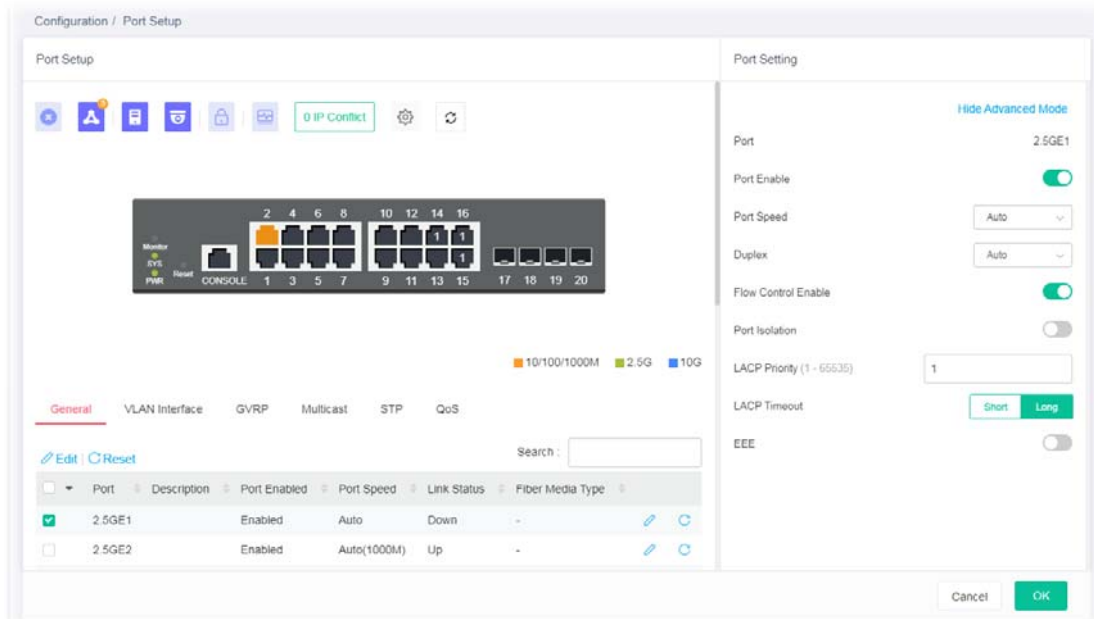 Configuration / Port Setup
Port Setup
Port Setting
0 IP Conflict
Hide Advanced Mode
Port 2.5GE1
Port Enable
Port Speed Auto
Duplex Auto
Flow Control Enable
Port Isolation
LACP Priority (1 - 65535) 1
LACP Timeout Short Long
EEE
2 4 6 8 10 12 14 16
1 1
1
Monitor
SYS
PWR
Reset
CONSOLE 1 3 5 7 9 11 13 15 17 18 19 20
10/100/1000M 2.5G 10G
General VLAN Interface GVRP Multicast STP QoS
Edit Reset Search :
Port Description Port Enabled Port Speed Link Status Fiber Media Type
2.5GE1 Enabled Auto Down -
2.5GE2 Enabled Auto(1000M) Up -
Cancel OK